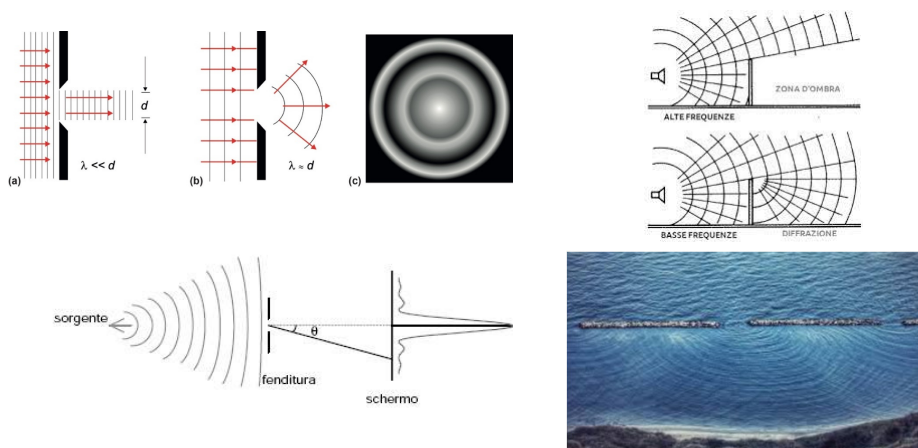 d
λ << d
(a)
λ ≈ d
(b)
(c)
ZONA D'OMBRA
ALTE FREQUENZE
BASSE FREQUENZE
DIFFRAZIONE
sorgente
θ
fenditura
schermo